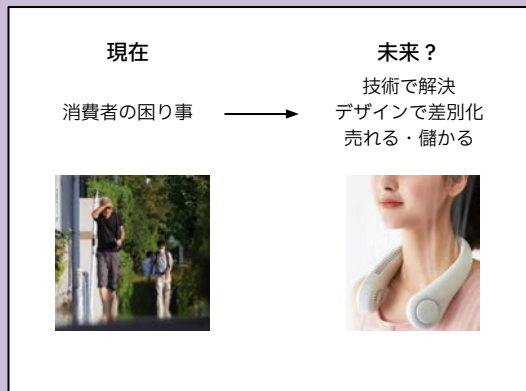 現在
消費者の困り事
未来？
技術で解決
デザインで差別化
売れる・儲かる